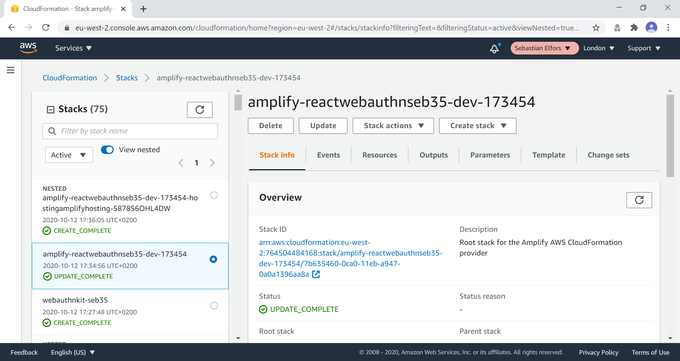 CloudFormation - Stack amplify-
eu-west-2.console.aws.amazon.com/cloudformation/home?region=eu-west-2#/stacks/stackinfo?filteringText=&filteringStatus=active&viewNested=true...
aws
Services
Sebastian Elfors
London
Support
CloudFormation
Stacks
amplify-reactwebauthnseb35-dev-173454
Stacks (75)
Filter by stack name
Active
View nested
1
NESTED
amplify-reactwebauthnseb35-dev-173454-ho
stingamplifyhosting-5878S6OHL4DW
2020-10-12 17:36:05 UTC+0200
CREATE_COMPLETE
amplify-reactwebauthnseb35-dev-173454
2020-10-12 17:34:56 UTC+0200
UPDATE_COMPLETE
webauthnkit-seb35
2020-10-12 17:27:48 UTC+0200
CREATE_COMPLETE
amplify-reactwebauthnseb35-dev-173454
Delete
Update
Stack actions
Create stack
Stack info
Events
Resources
Outputs
Parameters
Template
Change sets
Overview
Stack ID
arn:aws:cloudformation:eu-west-
2:764504484168:stack/amplify-reactwebauthnseb35-
dev-173454/7b635460-0ca0-11eb-a947-
0a0a1396aa8a
Description
Root stack for the Amplify AWS CloudFormation
provider
Status
UPDATE_COMPLETE
Status reason
-
Root stack
Parent stack
Feedback
English (US)
© 2008 - 2020, Amazon Web Services, Inc. or its affiliates. All rights reserved.
Privacy Policy
Terms of Use